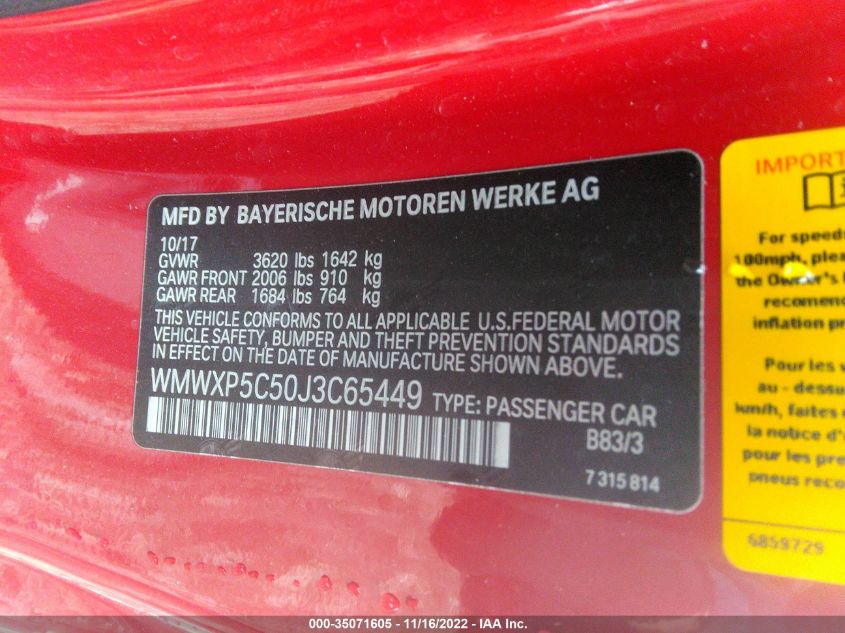 MFD BY BAYERISCHE MOTOREN WERKE AG
10/17
GVWR 3620 lbs 1642 kg
GAWR FRONT 2006 lbs 910 kg
GAWR REAR 1684 lbs 764 kg
THIS VEHICLE CONFORMS TO ALL APPLICABLE U.S.FEDERAL MOTOR
VEHICLE SAFETY, BUMPER AND THEFT PREVENTION STANDARDS
IN EFFECT ON THE DATE OF MANUFACTURE SHOWN ABOVE.
WMWXP5C50J3C65449 TYPE: PASSENGER CAR
B83/3
7 315 814
IMPORT
For speeds
100mph, plea
the Owner's
recommen
inflation pr
Pour les v
au - dessu
km/h, faites
la notice d'
pour les pre
pneus reco
6859729
000-35071605 - 11/16/2022 - IAA Inc.